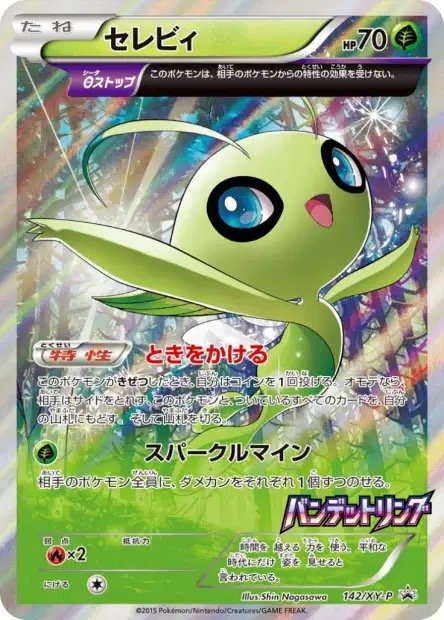 たね
セレビィ
HP70
θストップ
このポケモンは、相手のポケモンからの特性の効果を受けない。
特性 ときをかける
このポケモンがきぜつしたとき、自分はコインを1回投げる。オモテなら、
相手はサイドをとれず、このポケモンと、ついているすべてのカードを、自分
の山札にもどす。そして山札を切る。
スパークルマイン
相手のポケモン全員に、ダメカンをそれぞれ1個ずつのせる。
バンデットリング
弱点 抵抗力
×2
にげる
時間を 越える 力を 使う。平和な
時代にだけ 姿を 見せると
言われている。
Illus.Shin Nagasawa
142/XY-P
©2015 Pokémon/Nintendo/Creatures/GAME FREAK.